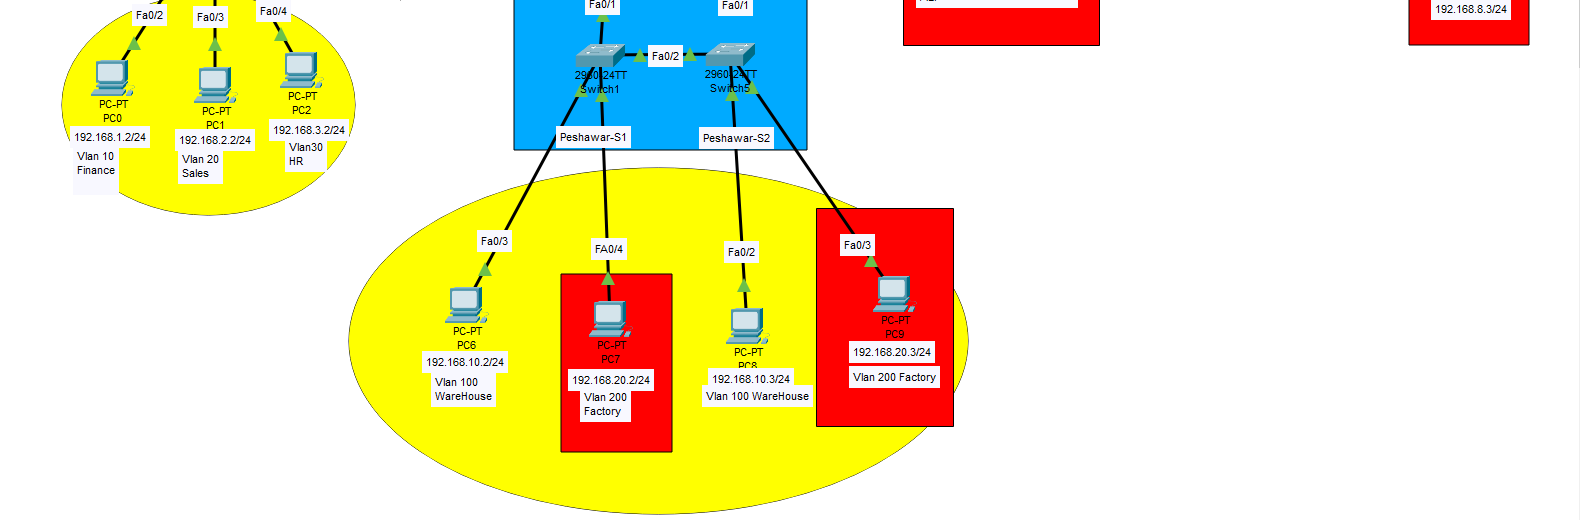 Fa0/2
Fa0/3
Fa0/4
PC-PT
PC0
192.168.1.2/24
Vlan 10
Finance
PC-PT
PC1
192.168.2.2/24
Vlan 20
Sales
PC-PT
PC2
192.168.3.2/24
Vlan30
HR
Fa0/1
Fa0/1
Fa0/2
2960-24TT
Switch1
2960-24TT
Switch5
Peshawar-S1
Peshawar-S2
192.168.8.3/24
Fa0/3
FA0/4
Fa0/2
Fa0/3
PC-PT
PC6
192.168.10.2/24
Vlan 100
WareHouse
PC-PT
PC7
192.168.20.2/24
Vlan 200
Factory
PC-PT
PC8
192.168.10.3/24
Vlan 100 WareHouse
PC-PT
PC9
192.168.20.3/24
Vlan 200 Factory